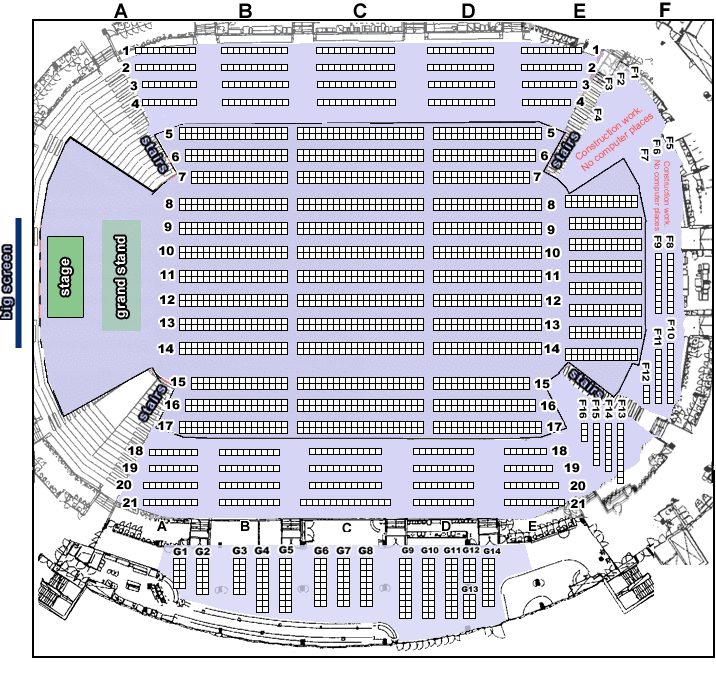 A B C D E F
1 1
2 2
3 3
4 4
F1
F2
F3
F4
Construction work.
No computer places
stairs
stairs
5 5
6 6
7 7
F5
F6
F7
Construction work.
No computer places
8 8
9 9
10 10
11 11
12 12
13 13
14 14
big screen
stage
grand stand
F9 F8
F11 F10
F12
stairs
stairs
15 15
16 16
17 17
F16 F15 F14 F13
18 18
19 19
20 20
21 21
A B C D E
G1 G2 G3 G4 G5 G6 G7 G8 G9 G10 G11 G12 G14
G13